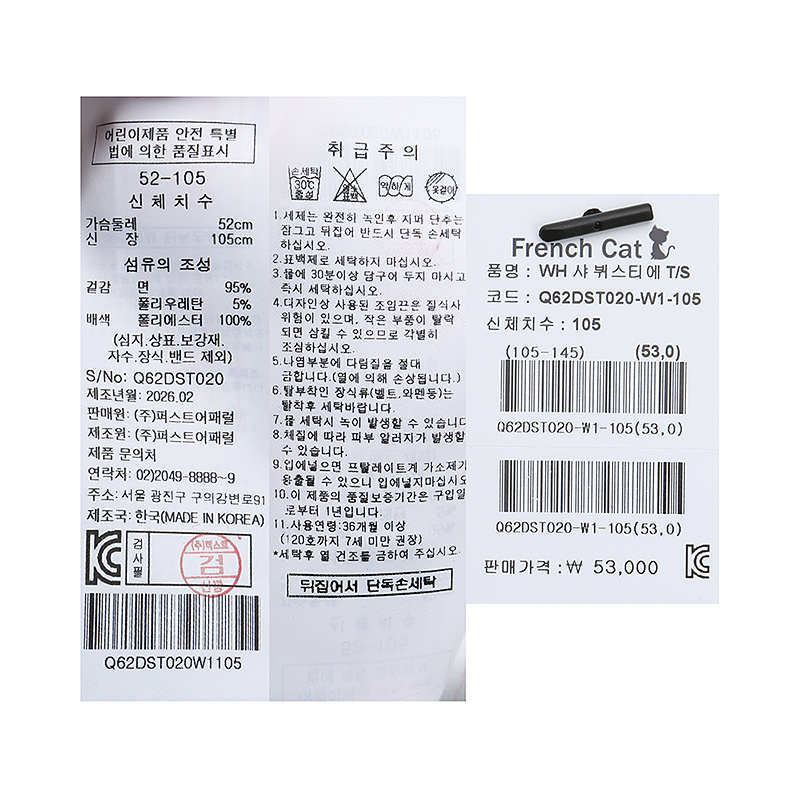 어린이제품 안전 특별
법에 의한 품질표시
52-105
신체치수
가슴둘레 52cm
신 장 105cm
섬유의 조성
겉감 면 95%
폴리우레탄 5%
배색 폴리에스터 100%
(심지.상표.보강재.
자수.장식.밴드 제외)
S/No: Q62DST020
제조년월: 2026.02
판매원: (주)퍼스트어패럴
제조원: (주)퍼스트어패럴
제품 문의처
연락처: 02)2049-8888~9
주소: 서울 광진구 구의강변로91
제조국: 한국(MADE IN KOREA)
검사필
검
Q62DST020W1105
취급주의
손세탁
30℃
중성
염소
표백
약하게
옷걸이
1.세제는 완전히 녹인후 지퍼 단추는
잠그고 뒤집어 반드시 단독 손세탁
하십시오.
2.표백제로 세탁하지 마십시오.
3.물에 30분이상 담구어 두지 마시고
즉시 세탁하십시오.
4.디자인상 사용된 조임끈은 질식사
위험이 있으며, 작은 부품이 탈락
되면 삼킬 수 있으므로 각별히
조심하십시오.
5.나염부분에 다림질을 절대
금합니다.(열에 의해 손상됩니다.)
6.탈부착인 장식류(벨트.와펜등)는
탈착후 세탁바랍니다.
7.물 세탁시 녹이 발생할 수 있습니다
8.체질에 따라 피부 알러지가 발생할
수 있습니다.
9.입에넣으면 프탈레이트계 가소제가
용출될 수 있으니 입에넣지마십시오
10.이 제품의 품질보증기간은 구입일
로부터 1년입니다.
11.사용연령:36개월 이상
(120호까지 7세 미만 권장)
*세탁후 열 건조를 금하여 주십시오.
뒤집어서 단독손세탁
French Cat
품명 : WH 샤 뷔스티에 T/S
코드 : Q62DST020-W1-105
신체치수 : 105
(105-145) (53,0)
Q62DST020-W1-105(53,0)
Q62DST020-W1-105(53,0)
판매가격 : ₩ 53,000